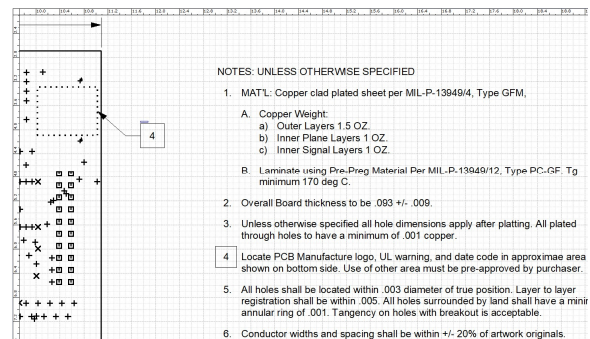 NOTES: UNLESS OTHERWISE SPECIFIED
1. MAT'L: Copper clad plated sheet per MIL-P-13949/4, Type GFM,
A. Copper Weight:
a) Outer Layers 1.5 OZ.
b) Inner Plane Layers 1 OZ.
c) Inner Signal Layers 1 OZ.
B. Laminate using Pre-Preg Material Per MIL-P-13949/12, Type PC-GF. Tg
minimum 170 deg C.
2. Overall Board thickness to be .093 +/- .009.
3. Unless otherwise specified all hole dimensions apply after platting. All plated
through holes to have a minimum of .001 copper.
4 Locate PCB Manufacture logo, UL warning, and date code in approximae area
shown on bottom side. Use of other area must be pre-approved by purchaser.
5. All holes shall be located within .003 diameter of true position. Layer to layer
registration shall be within .005. All holes surrounded by land shall have a
annular ring of .001. Tangency on holes with breakout is acceptable.
6. Conductor widths and spacing shall be within +/- 20% of artwork originals.
4